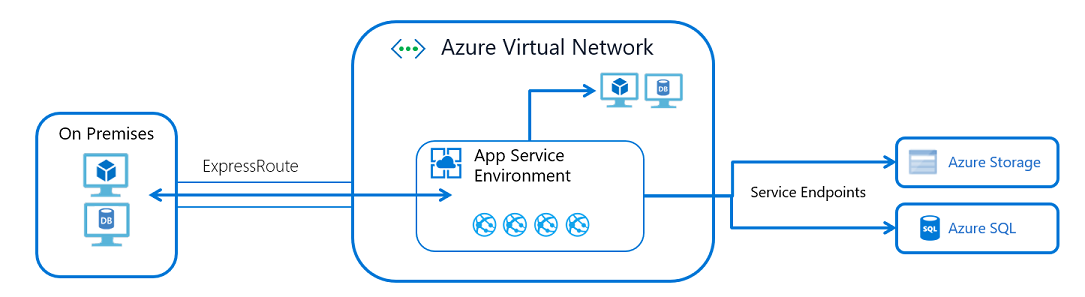 Azure Virtual Network
DB
On Premises
DB
ExpressRoute
App Service
Environment
Service Endpoints
Azure Storage
SQL
Azure SQL